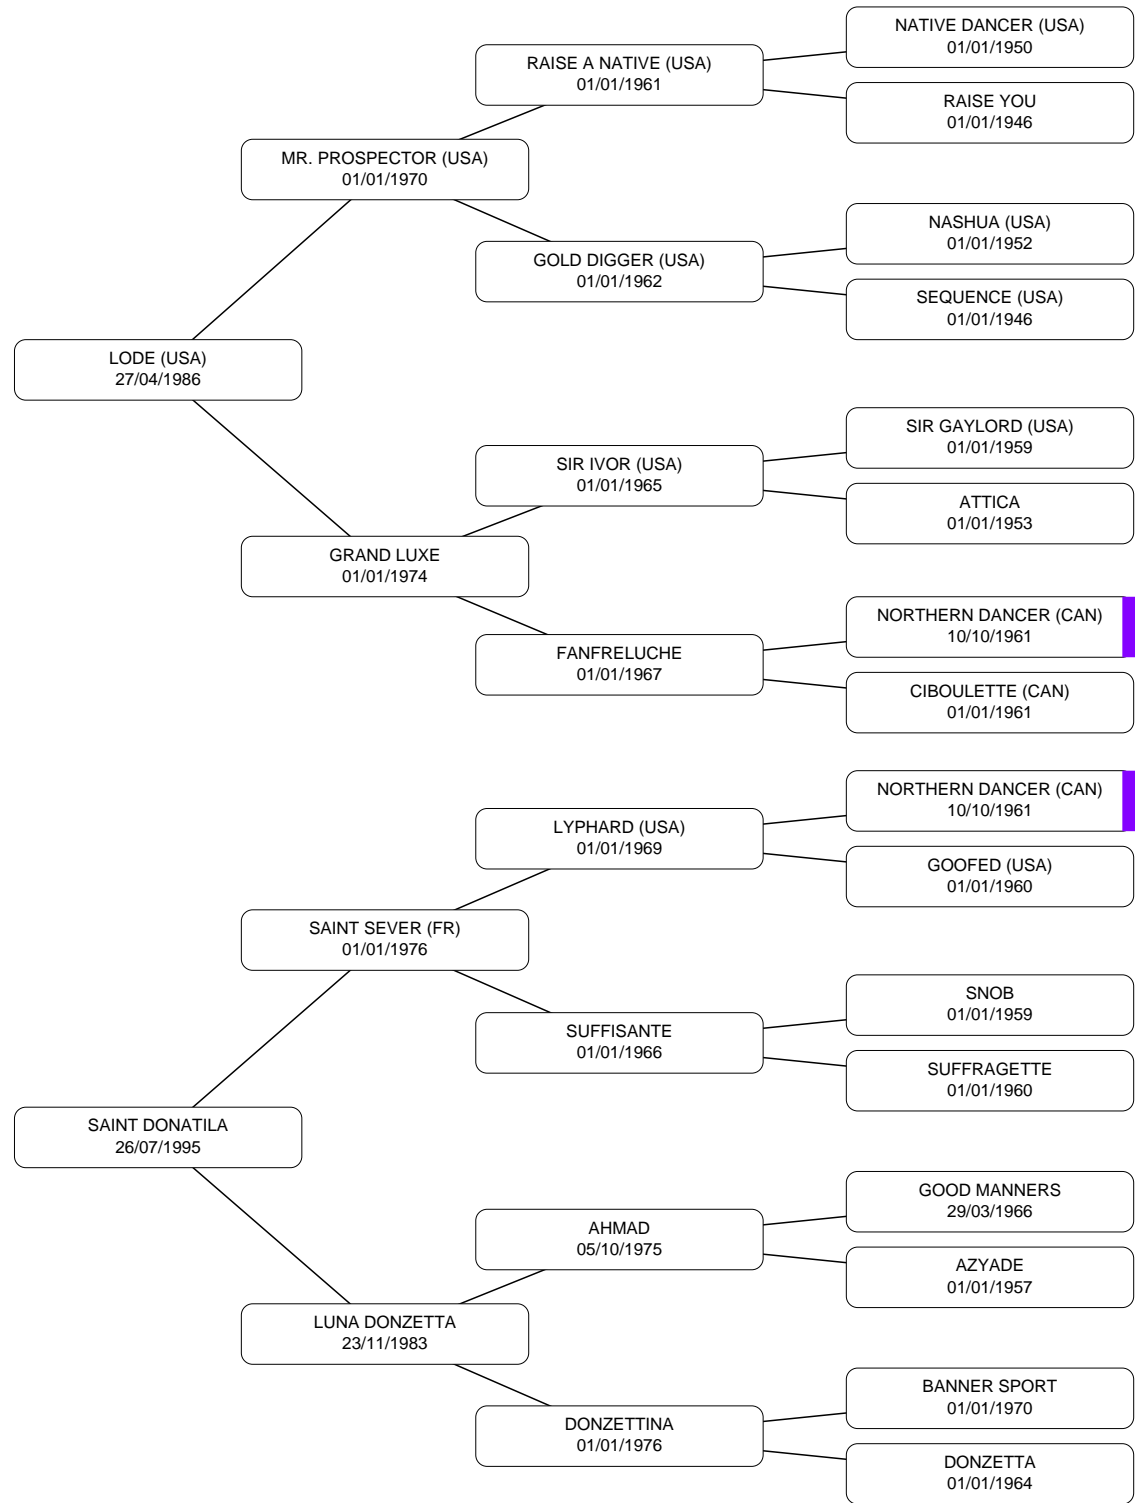 NATIVE DANCER (USA)
01/01/1950
RAISE A NATIVE (USA)
01/01/1961
RAISE YOU
01/01/1946
MR. PROSPECTOR (USA)
01/01/1970
NASHUA (USA)
01/01/1952
GOLD DIGGER (USA)
01/01/1962
SEQUENCE (USA)
01/01/1946
LODE (USA)
27/04/1986
SIR GAYLORD (USA)
01/01/1959
SIR IVOR (USA)
01/01/1965
ATTICA
01/01/1953
GRAND LUXE
01/01/1974
NORTHERN DANCER (CAN)
10/10/1961
FANFRELUCHE
01/01/1967
CIBOULETTE (CAN)
01/01/1961
NORTHERN DANCER (CAN)
10/10/1961
LYPHARD (USA)
01/01/1969
GOOFED (USA)
01/01/1960
SAINT SEVER (FR)
01/01/1976
SNOB
01/01/1959
SUFFISANTE
01/01/1966
SUFFRAGETTE
01/01/1960
SAINT DONATILA
26/07/1995
GOOD MANNERS
29/03/1966
AHMAD
05/10/1975
AZYADE
01/01/1957
LUNA DONZETTA
23/11/1983
BANNER SPORT
01/01/1970
DONZETTINA
01/01/1976
DONZETTA
01/01/1964